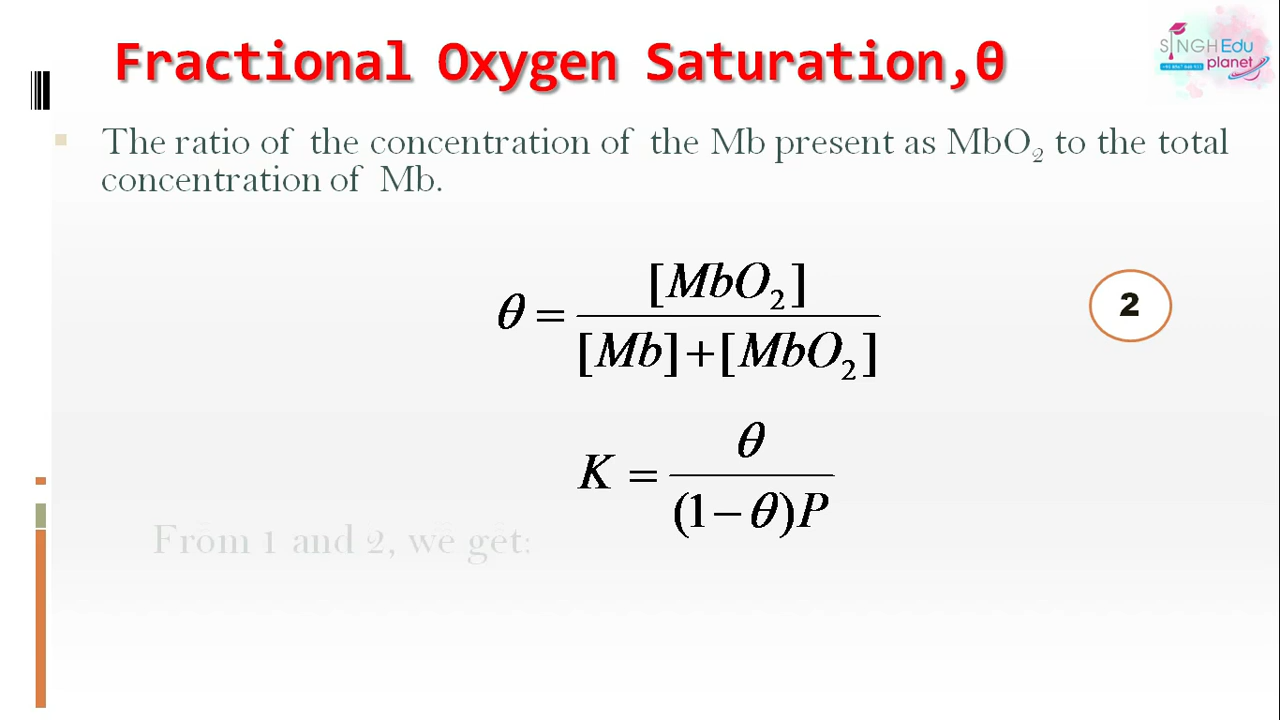 Fractional Oxygen Saturation,θ
SINGH Edu
planet
The ratio of the concentration of the Mb present as MbO₂ to the total
concentration of Mb.
θ = [MbO₂] / [Mb]+[MbO₂]
2
K = θ / (1−θ)P
From 1 and 2, we get: